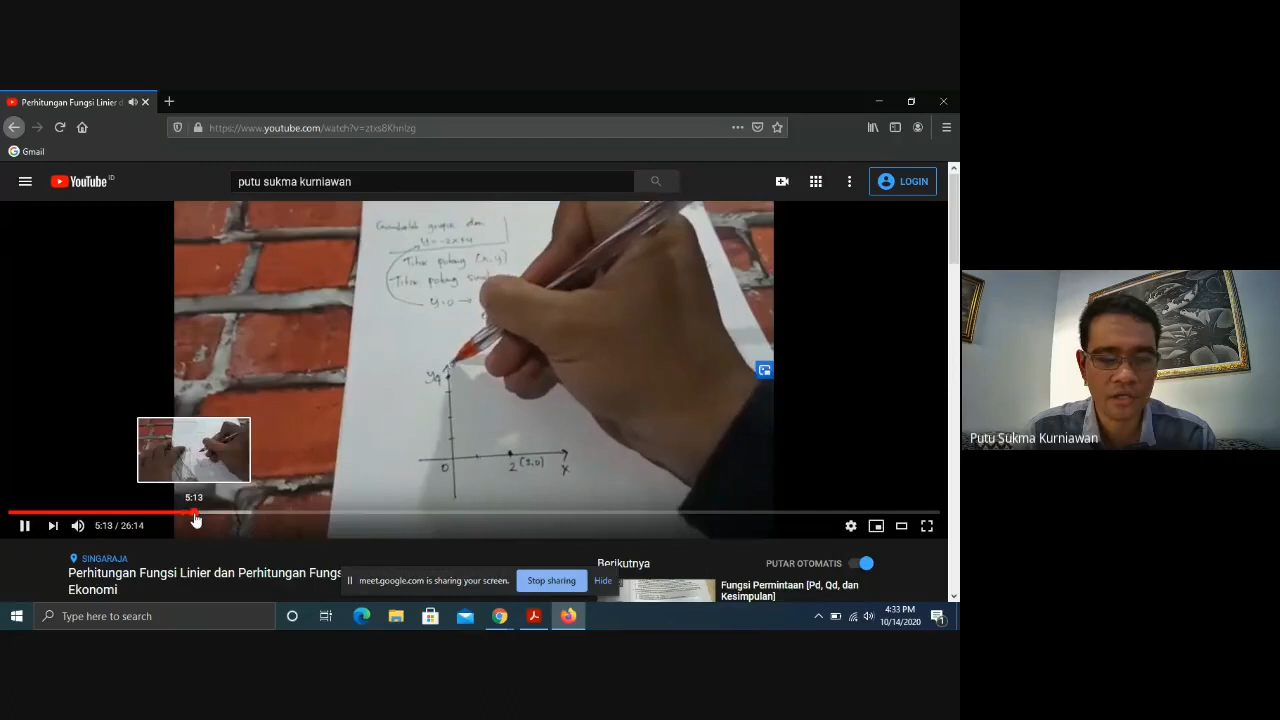 Perhitungan Fungsi Linier d
https://www.youtube.com/watch?v=ztxs8Khnlzg
Gmail
YouTube ID
putu sukma kurniawan
LOGIN
Gambarlah grafik dari
y = -2x+4
Titik potong (x, y)
Titik potong
y=0 →
y
4
0
2
(2,0)
x
Putu Sukma Kurniawan
5:13
5:13 / 26:14
SINGARAJA
Perhitungan Fungsi Linier dan Perhitungan Fungs
Ekonomi
Berikutnya
PUTAR OTOMATIS
Fungsi Permintaan [Pd, Qd, dan
Kesimpulan]
meet.google.com is sharing your screen.
Stop sharing
Hide
Type here to search
4:33 PM
10/14/2020
1